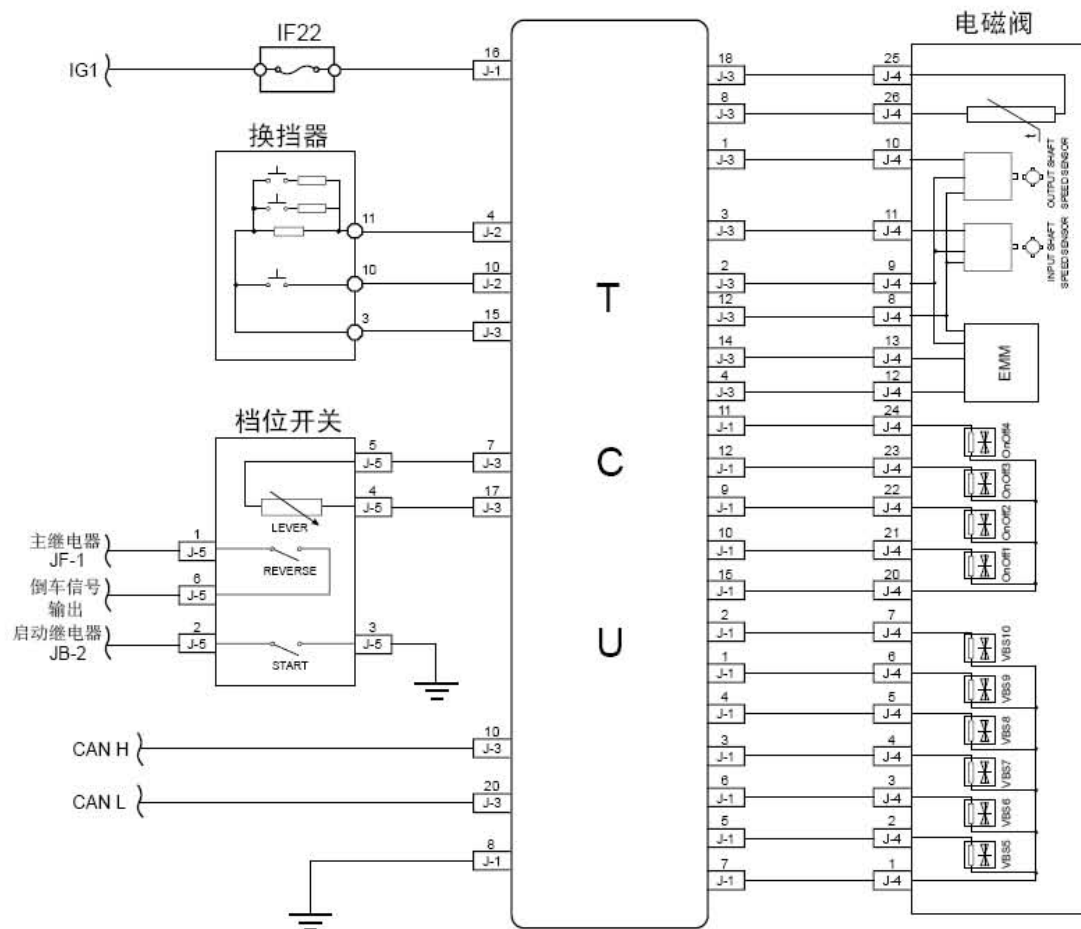 电磁阀
IF22
IG1
16
J-1
18
J-3
25
J-4
8
J-3
26
J-4
t
换挡器
1
J-3
10
J-4
OUTPUT SHAFT
SPEED SENSOR
11
4
J-2
3
J-3
11
J-4
INPUT SHAFT
SPEED SENSOR
10
10
J-2
2
J-3
9
J-4
3
15
J-3
12
J-3
8
J-4
T
14
J-3
13
J-4
EMM
4
J-3
12
J-4
档位开关
11
J-1
24
J-4
OnOff4
5
J-5
7
J-3
C
12
J-1
23
J-4
OnOff3
4
J-5
17
J-3
9
J-1
22
J-4
OnOff2
LEVER
主继电器
JF-1
1
J-5
REVERSE
10
J-1
21
J-4
OnOff1
倒车信号
输出
6
J-5
15
J-1
20
J-4
启动继电器
JB-2
2
J-5
START
3
J-5
U
2
J-1
7
J-4
VBS10
1
J-1
6
J-4
VBS9
4
J-1
5
J-4
VBS8
CAN H
10
J-3
3
J-1
4
J-4
VBS7
CAN L
20
J-3
6
J-1
3
J-4
VBS6
5
J-1
2
J-4
VBS5
8
J-1
7
J-1
1
J-4